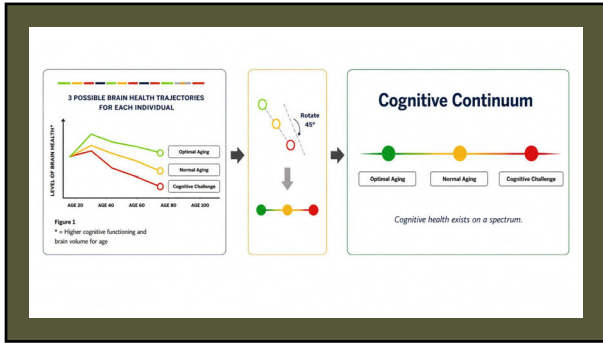 3 POSSIBLE BRAIN HEALTH TRAJECTORIES
FOR EACH INDIVIDUAL
LEVEL OF BRAIN HEALTH*
Optimal Aging
Normal Aging
Cognitive Challenge
AGE 20 AGE 40 AGE 60 AGE 80 AGE 100
Figure 1
* = Higher cognitive functioning and
brain volume for age
Rotate
45°
Cognitive Continuum
Optimal Aging Normal Aging Cognitive Challenge
Cognitive health exists on a spectrum.